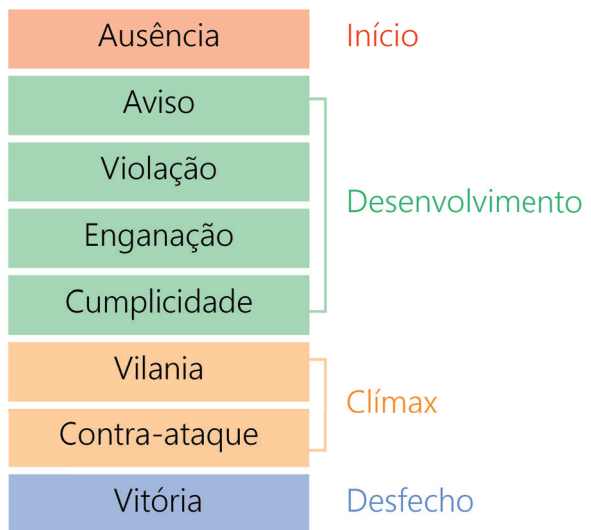 Ausência Início
Aviso
Violação
Desenvolvimento
Enganação
Cumplicidade
Vilania
Clímax
Contra-ataque
Vitória Desfecho